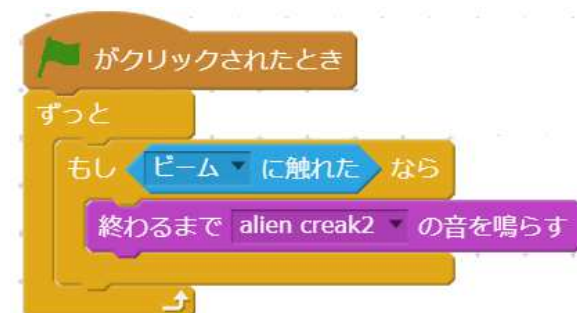 がクリックされたとき
ずっと
もし ビーム に触れた なら
終わるまで alien creak2 の音を鳴らす